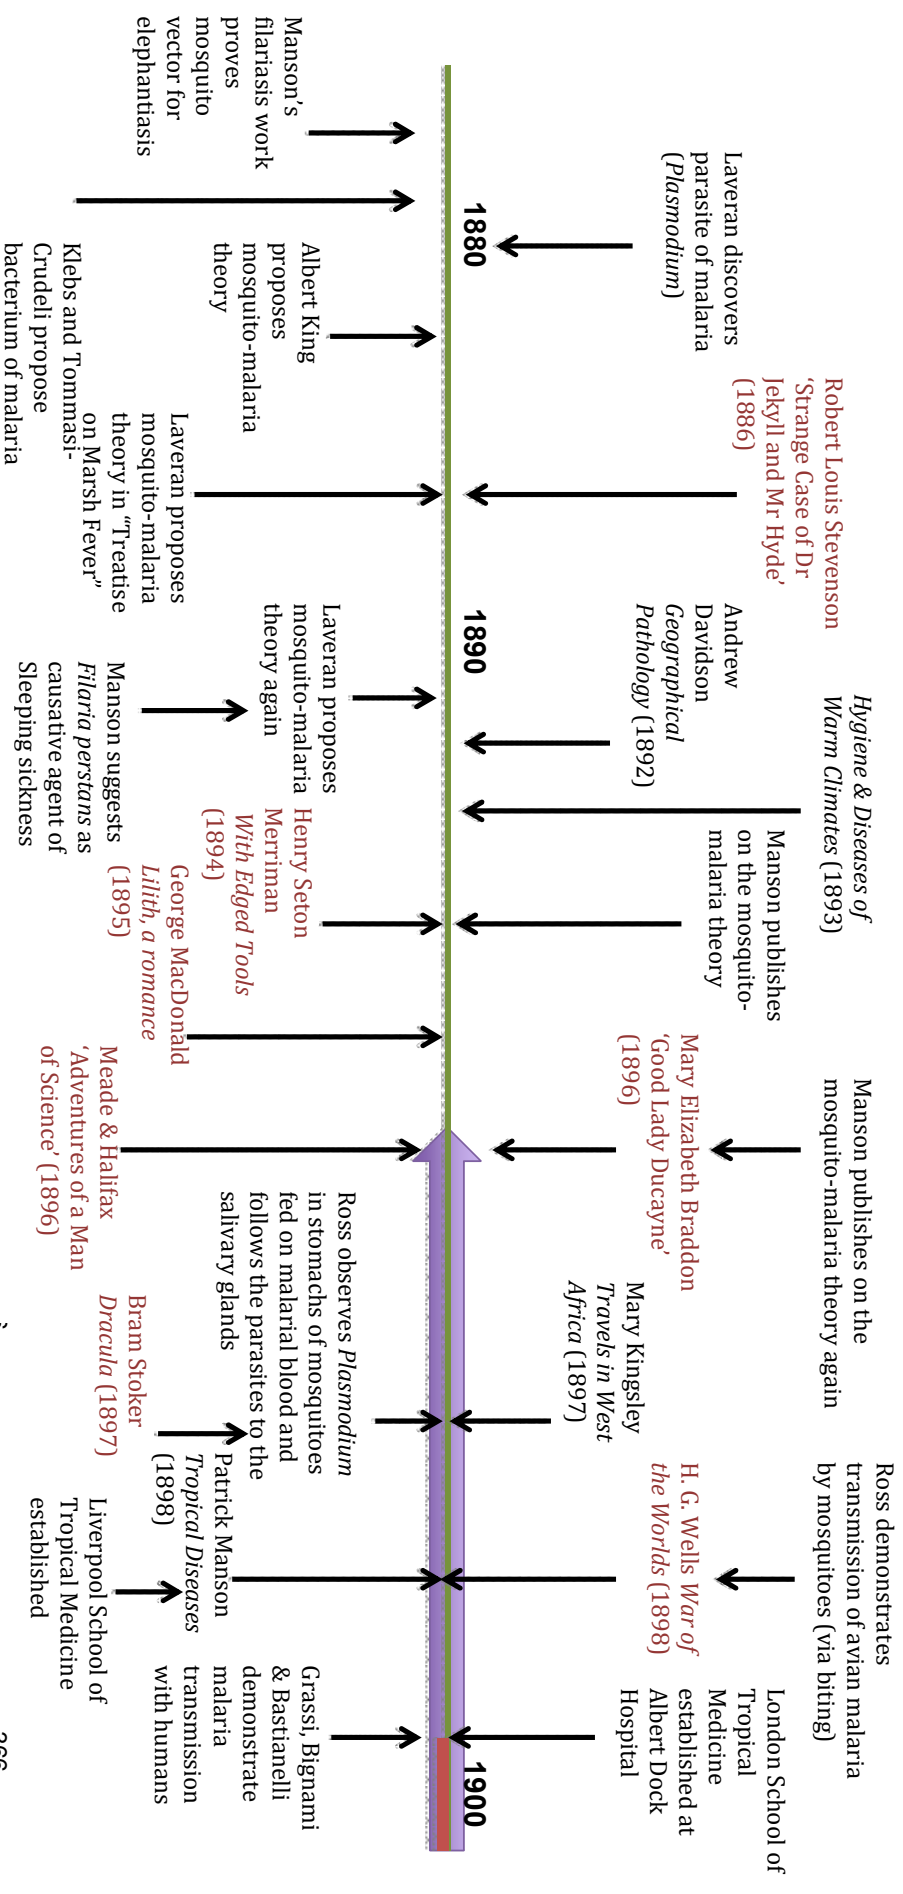 Laveran discovers
parasite of malaria
(Plasmodium)
Robert Louis Stevenson
‘Strange Case of Dr
Jekyll and Mr Hyde’
(1886)
Andrew
Davidson
Geographical
Pathology (1892)
Hygiene & Diseases of
Warm Climates (1893)
Manson publishes
on the mosquito-
malaria theory
Manson publishes on the
mosquito-malaria theory again
Mary Elizabeth Braddon
‘Good Lady Ducayne’
(1896)
Mary Kingsley
Travels in West
Africa (1897)
Ross demonstrates
transmission of avian malaria
by mosquitoes (via biting)
H. G. Wells War of
the Worlds (1898)
London School of
Tropical
Medicine
established at
Albert Dock
Hospital
1880
1890
1900
Manson’s
filariasis work
proves
mosquito
vector for
elephantiasis
Klebs and Tommasi-
Crudeli propose
bacterium of malaria
Albert King
proposes
mosquito-malaria
theory
Laveran proposes
mosquito-malaria
theory in “Treatise
on Marsh Fever”
Laveran proposes
mosquito-malaria
theory again
Manson suggests
Filaria perstans as
causative agent of
Sleeping sickness
Henry Seton
Merriman
With Edged Tools
(1894)
George MacDonald
Lilith, a romance
(1895)
Meade & Halifax
‘Adventures of a Man
of Science’ (1896)
Ross observes Plasmodium
in stomachs of mosquitoes
fed on malarial blood and
follows the parasites to the
salivary glands
Bram Stoker
Dracula (1897)
Patrick Manson
Tropical Diseases
(1898)
Liverpool School of
Tropical Medicine
established
Grassi, Bignami
& Bastianelli
demonstrate
malaria
transmission
with humans